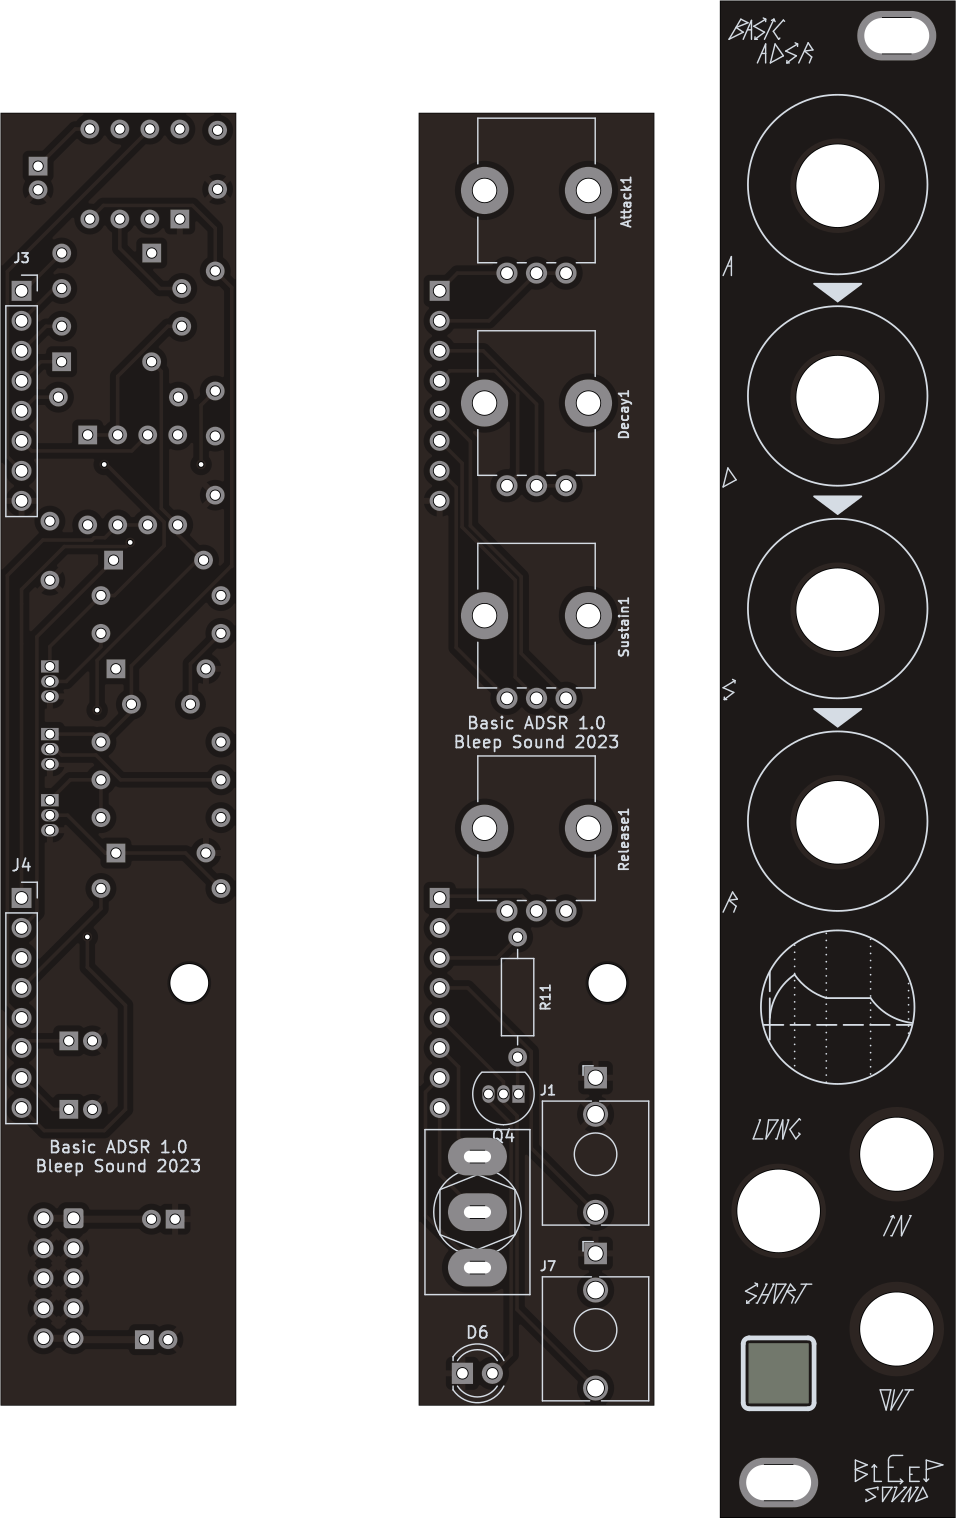 J3
J4
Basic ADSR 1.0
Bleep Sound 2023
Attack1
Decay1
Sustain1
Basic ADSR 1.0
Bleep Sound 2023
Release1
R11
J1
Q4
J7
D6
BASIC
ADSR
A
D
S
R
LONG
IN
SHORT
OUT
BLEEP
SOUND